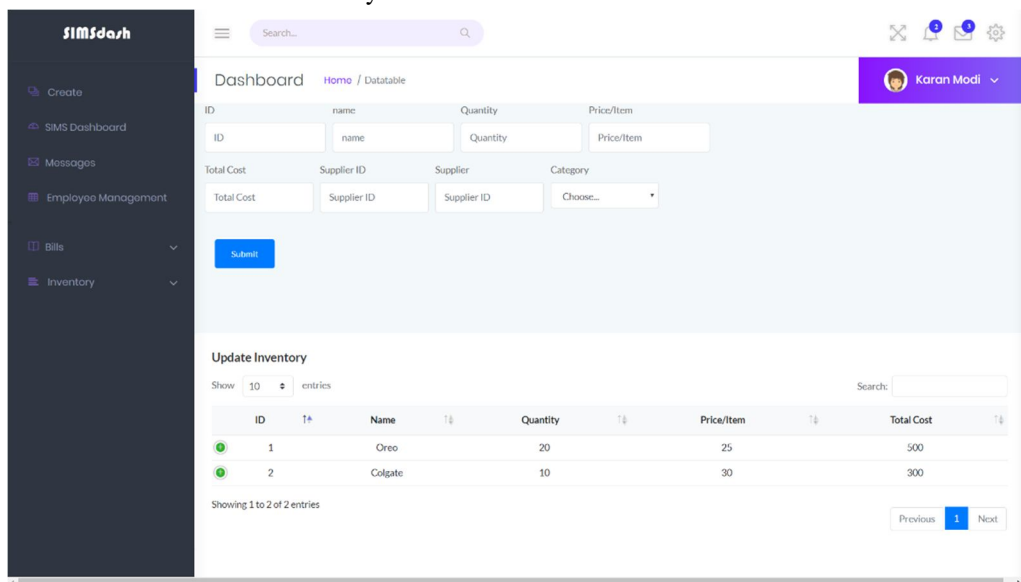 SIMSdash
Search...
2
3
Dashboard Home / Datatable
Karan Modi
Create
SIMS Dashboard
Messages
Employee Management
Bills
Inventory
ID name Quantity Price/Item
ID name Quantity Price/Item
Total Cost Supplier ID Supplier Category
Total Cost Supplier ID Supplier ID Choose...
Submit
Update Inventory
Show 10 entries Search:
ID Name Quantity Price/Item Total Cost
1 Oreo 20 25 500
2 Colgate 10 30 300
Showing 1 to 2 of 2 entries
Previous 1 Next